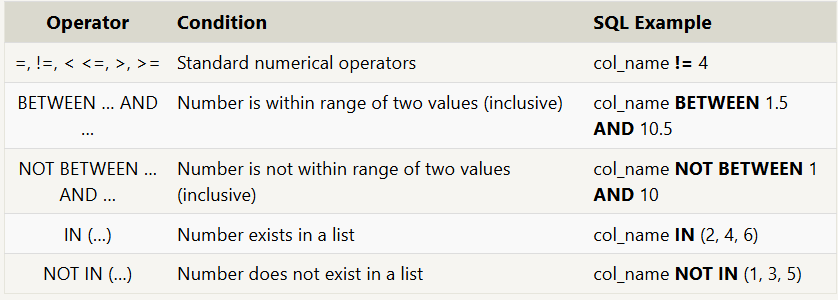 Operator Condition SQL Example
=, !=, < <=, >, >= Standard numerical operators col_name != 4
BETWEEN … AND Number is within range of two values (inclusive) col_name BETWEEN 1.5
… AND 10.5
NOT BETWEEN … Number is not within range of two values col_name NOT BETWEEN 1
AND … (inclusive) AND 10
IN (…) Number exists in a list col_name IN (2, 4, 6)
NOT IN (…) Number does not exist in a list col_name NOT IN (1, 3, 5)